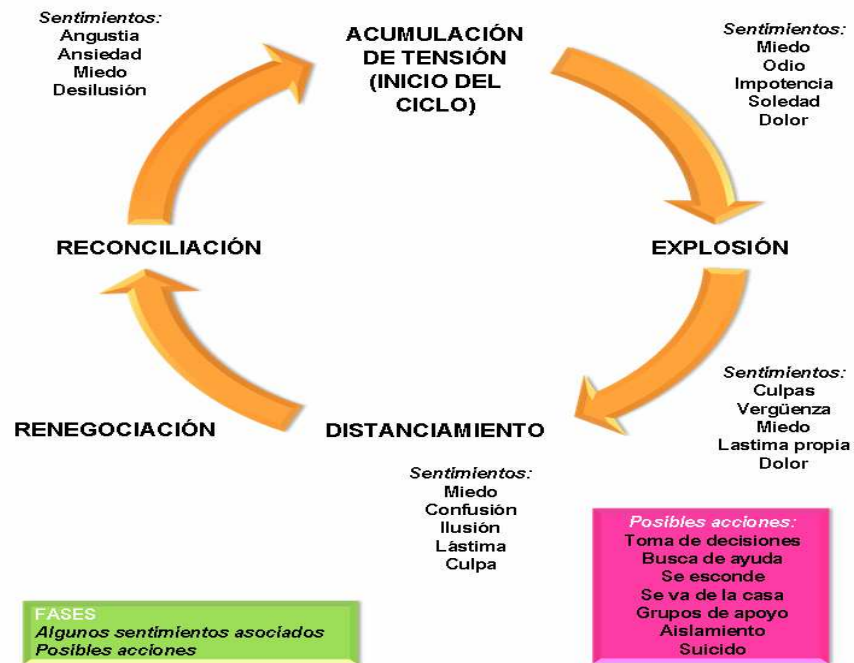 Sentimientos:
Angustia
Ansiedad
Miedo
Desilusión
ACUMULACIÓN
DE TENSIÓN
(INICIO DEL
CICLO)
Sentimientos:
Miedo
Odio
Impotencia
Soledad
Dolor
RECONCILIACIÓN
EXPLOSIÓN
Sentimientos:
Culpas
Vergüenza
Miedo
Lastima propia
Dolor
RENEGOCIACIÓN
DISTANCIAMIENTO
Sentimientos:
Miedo
Confusión
Ilusión
Lástima
Culpa
Posibles acciones:
Toma de decisiones
Busca de ayuda
Se esconde
Se va de la casa
Grupos de apoyo
Aislamiento
Suicido
FASES
Algunos sentimientos asociados
Posibles acciones